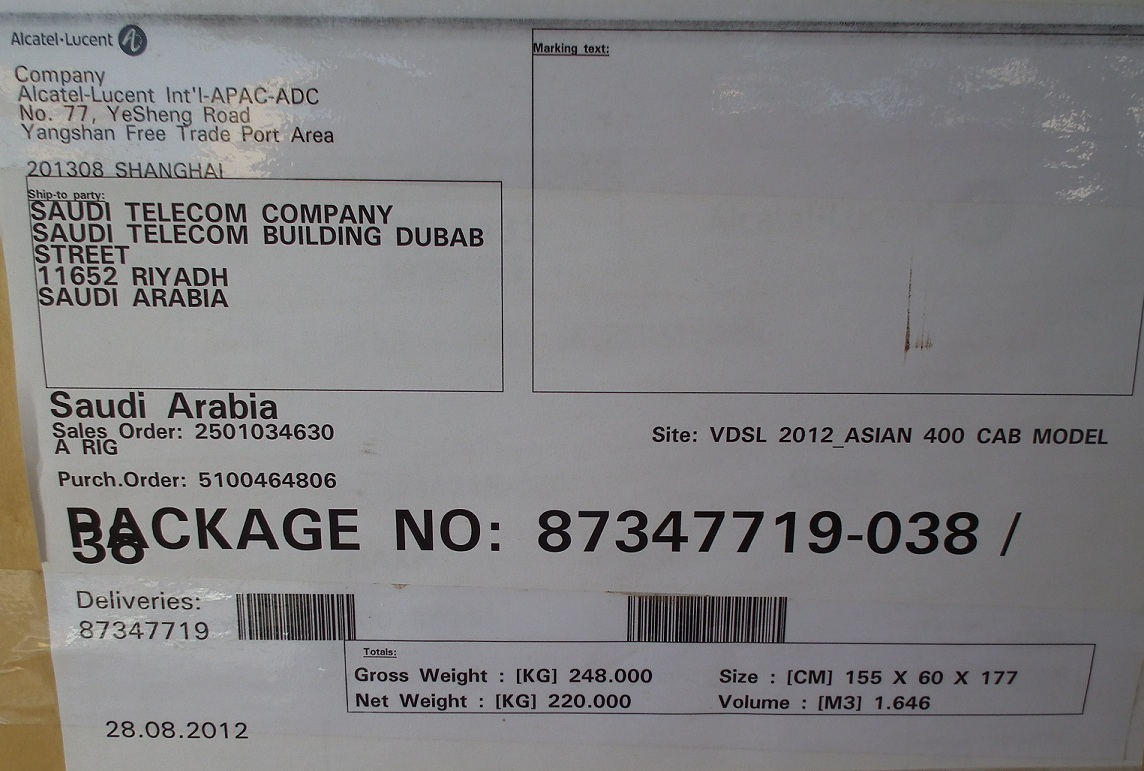 Alcatel·Lucent
Marking text:
Company
Alcatel-Lucent Int'l-APAC-ADC
No. 77, YeSheng Road
Yangshan Free Trade Port Area
201308 SHANGHAI
Ship-to party:
SAUDI TELECOM COMPANY
SAUDI TELECOM BUILDING DUBAB
STREET
11652 RIYADH
SAUDI ARABIA
Saudi Arabia
Sales Order: 2501034630
A RIG
Site: VDSL 2012_ASIAN 400 CAB MODEL
Purch.Order: 5100464806
PACKAGE NO: 87347719-038 /
38
Deliveries:
87347719
Totals:
Gross Weight : [KG] 248.000
Size : [CM] 155 X 60 X 177
Net Weight : [KG] 220.000
Volume : [M3] 1.646
28.08.2012